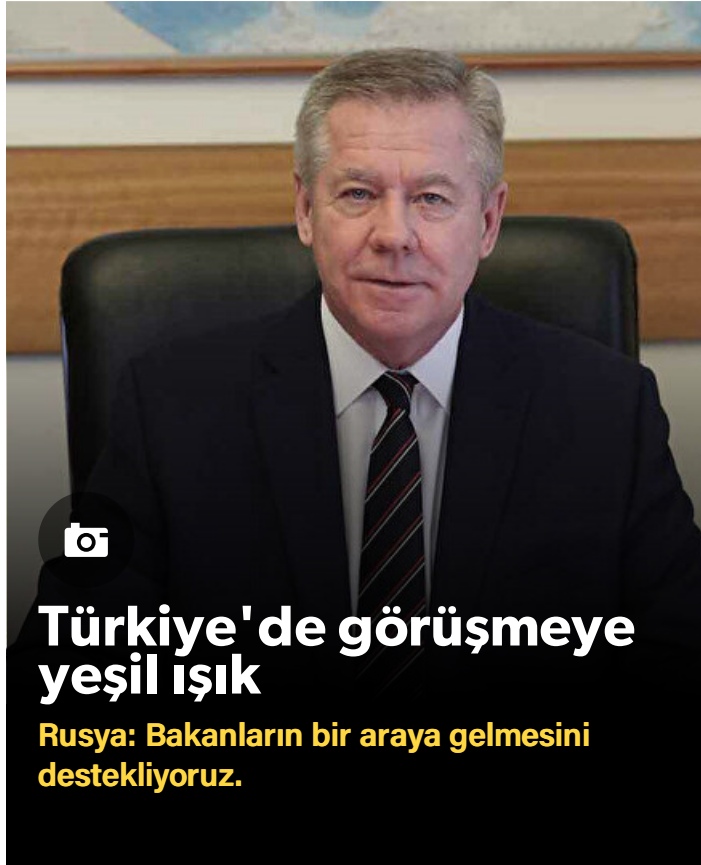 Türkiye'de görüşmeye
yeşil ışık
Rusya: Bakanların bir araya gelmesini
destekliyoruz.